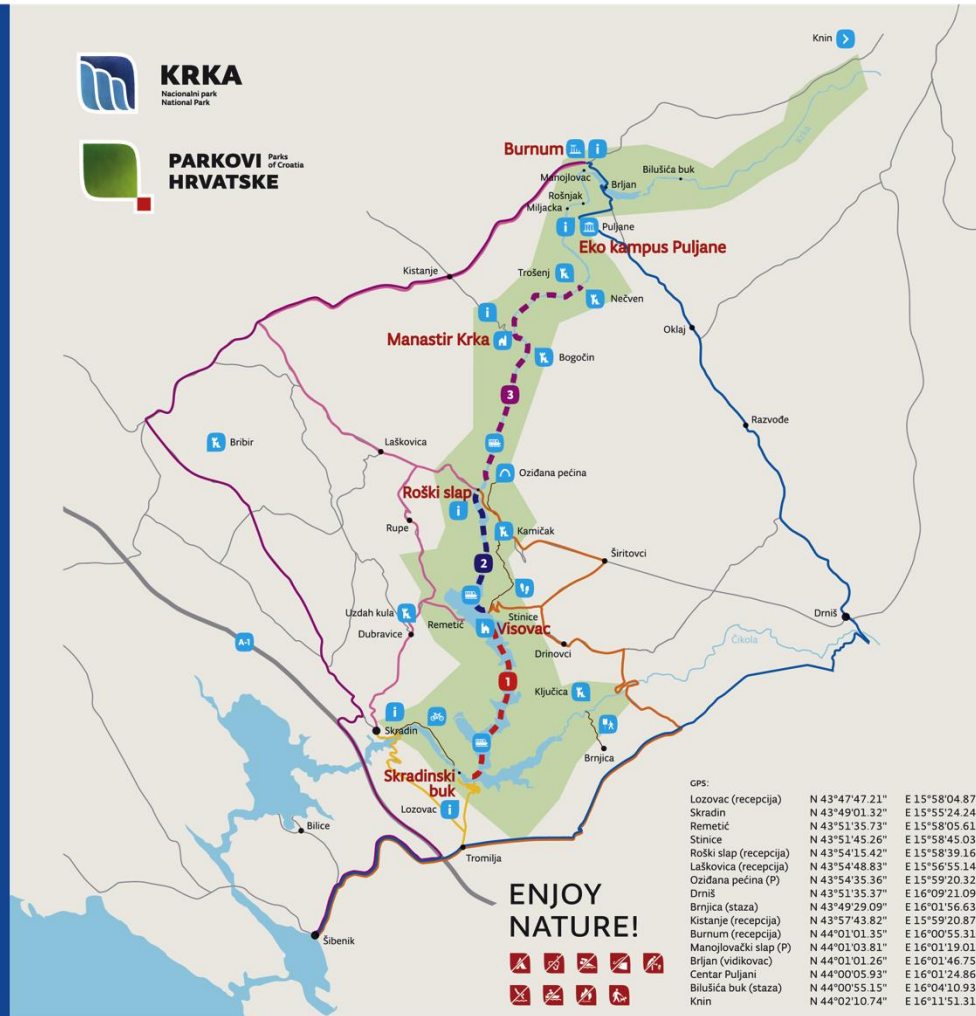 KRKA
Nacionalni park
National Park
PARKOVI Parks of Croatia
HRVATSKE
Knin
Krka
Burnum
Manojlovac
Bilušića buk
Brljan
Rošnjak
Miljacka
Puljane
Eko kampus Puljane
Kistanje
Trošenj
Nečven
Oklaj
Manastir Krka
Bogočin
3
Razvođe
Bribir
Laškovica
Oziđana pećina
Roški slap
Rupe
Kamičak
Širitovci
2
Uzdah kula
Remetić
Stinice
Visovac
Drniš
Dubravice
Čikola
A-1
Drinovci
1
Ključica
Skradin
Brnjica
Skradinski
buk
Lozovac
Bilice
Tromilja
Šibenik
ENJOY
NATURE!
GPS:
Lozovac (recepcija) N 43°47'47.21" E 15°58'04.87
Skradin N 43°49'01.32" E 15°55'24.24
Remetić N 43°51'35.73" E 15°58'05.61
Stinice N 43°51'45.26" E 15°58'45.03
Roški slap (recepcija) N 43°54'15.42" E 15°58'39.16
Laškovica (recepcija) N 43°54'48.83" E 15°56'55.14
Oziđana pećina (P) N 43°54'35.36" E 15°59'20.32
Drniš N 43°51'35.37" E 16°09'21.09
Brnjica (staza) N 43°49'29.09" E 16°01'56.63
Kistanje (recepcija) N 43°57'43.82" E 15°59'20.87
Burnum (recepcija) N 44°01'01.35" E 16°00'55.31
Manojlovački slap (P) N 44°01'03.81" E 16°01'19.01
Brljan (vidikovac) N 44°01'01.26" E 16°01'46.75
Centar Puljani N 44°00'05.93" E 16°01'24.86
Bilušića buk (staza) N 44°00'55.15" E 16°04'10.93
Knin N 44°02'10.74" E 16°11'51.31